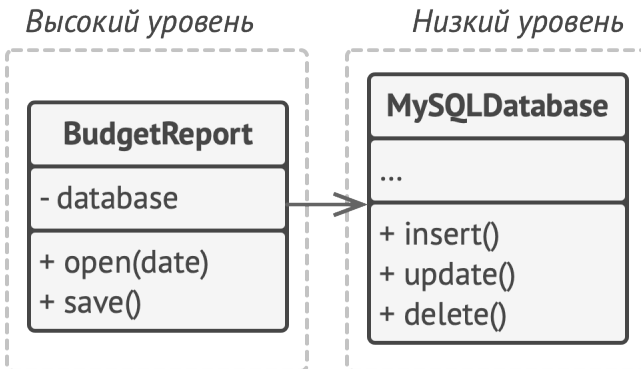 Высокий уровень
Низкий уровень
BudgetReport
- database
+ open(date)
+ save()
MySQLDatabase
...
+ insert()
+ update()
+ delete()